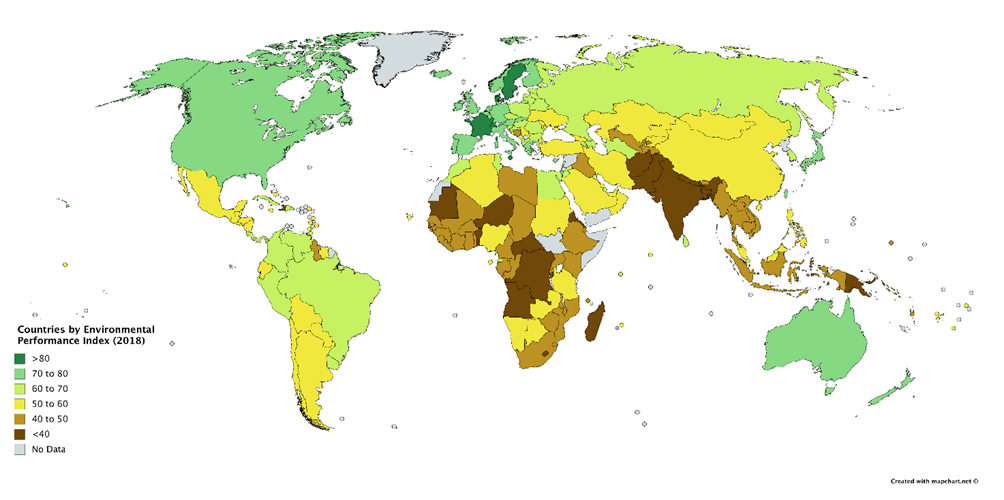 Countries by Environmental
Performance Index (2018)
>80
70 to 80
60 to 70
50 to 60
40 to 50
<40
No Data
Created with mapchart.net ©